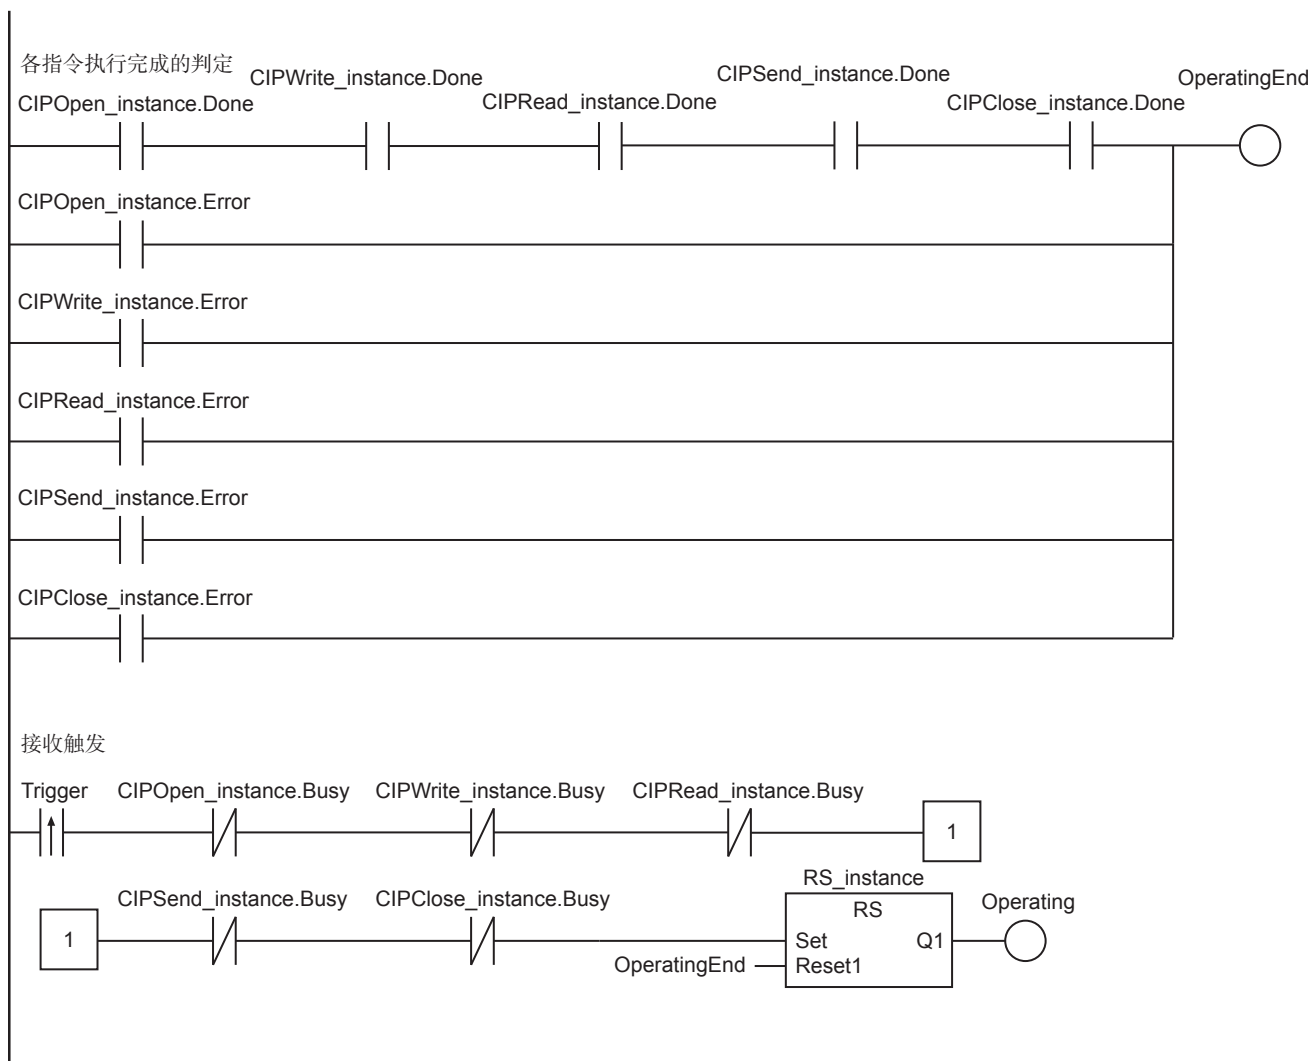 各指令执行完成的判定
CIPOpen_instance.Done CIPWrite_instance.Done CIPRead_instance.Done CIPSend_instance.Done CIPClose_instance.Done OperatingEnd
CIPOpen_instance.Error
CIPWrite_instance.Error
CIPRead_instance.Error
CIPSend_instance.Error
CIPClose_instance.Error
接收触发
Trigger CIPOpen_instance.Busy CIPWrite_instance.Busy CIPRead_instance.Busy
1
CIPSend_instance.Busy CIPClose_instance.Busy RS_instance Operating
RS
1 Set Q1
OperatingEnd Reset1